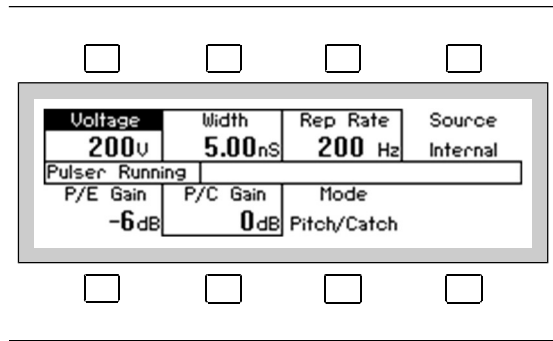 Voltage Width Rep Rate Source
200V 5.00nS 200 Hz Internal
Pulser Running
P/E Gain P/C Gain Mode
-6dB 0dB Pitch/Catch